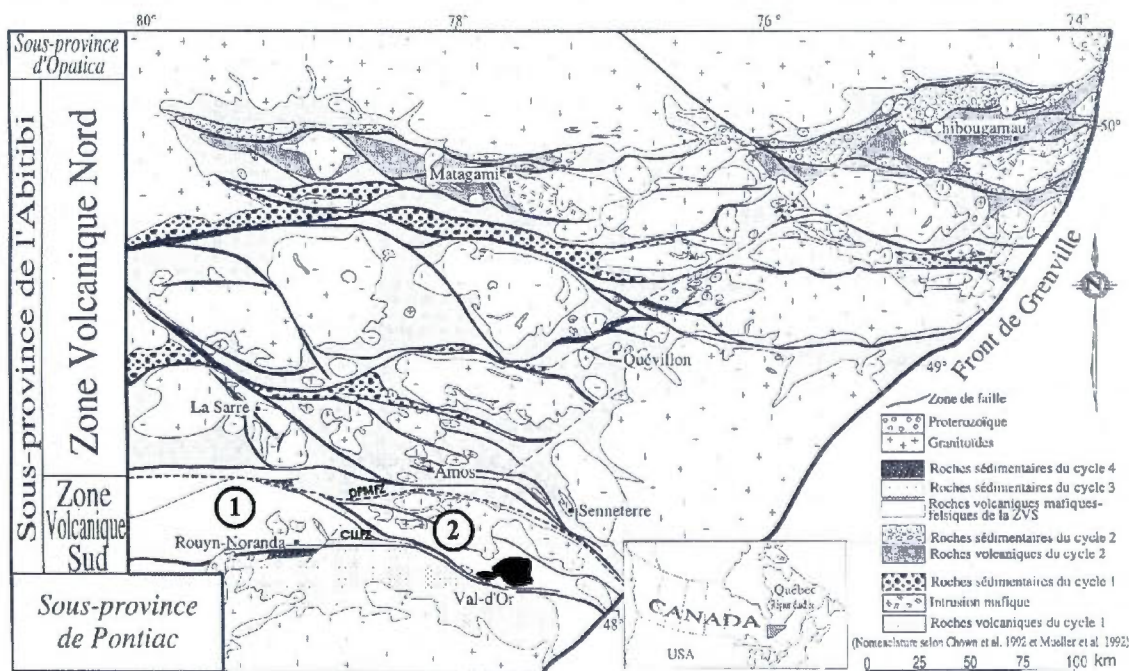 80°
78°
76°
74°
Sous-province
d'Opatica
Sous-province de l'Abitibi
Zone Volcanique Nord
Chibougamau
50°
Matagami
Quévillon
49°
Front de Grenville
N
La Sarre
Amos
Senneterre
Zone
Volcanique
Sud
1
2
DPMFZ
CLLFZ
Rouyn-Noranda
Val-d'Or
48°
Sous-province
de Pontiac
Zone de faille
Proterozoïque
Granitoïdes
Roches sédimentaires du cycle 4
Roches sédimentaires du cycle 3
Roches volcaniques mafiques-
felsiques de la ZVS
Roches sédimentaires du cycle 2
Roches volcaniques du cycle 2
Roches sédimentaires du cycle 1
Intrusion mafique
Roches volcaniques du cycle 1
(Nomenclature selon Chown et al. 1992 et Mueller et al. 1992)
0 25 50 75 100 km
Québec
CANADA
USA